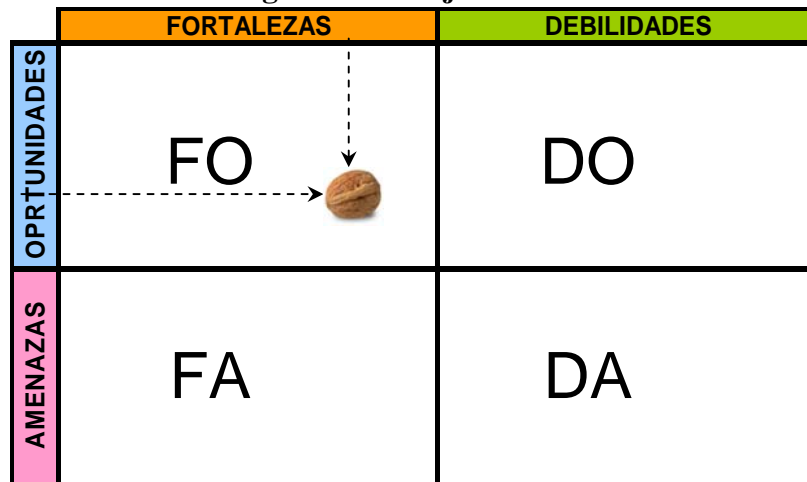 FORTALEZAS DEBILIDADES
OPRTUNIDADES
FO DO
AMENAZAS
FA DA